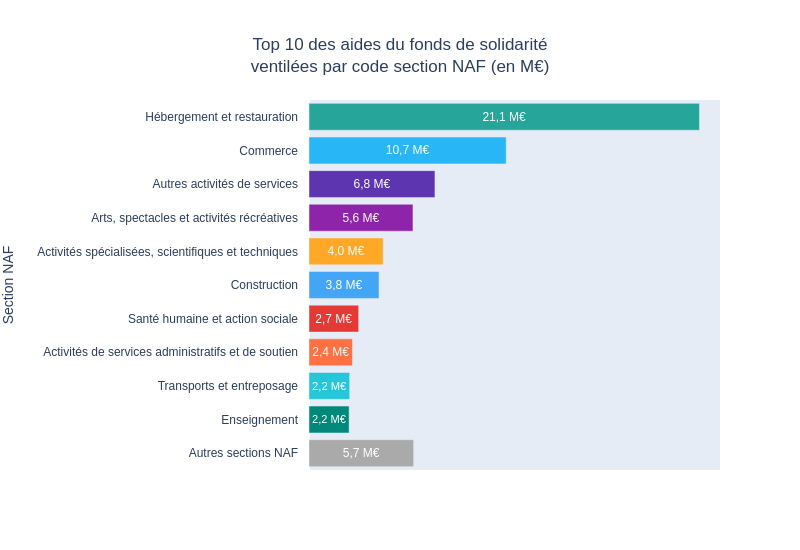 Top 10 des aides du fonds de solidarité
ventilées par code section NAF (en M€)
Section NAF
Hébergement et restauration 21,1 M€
Commerce 10,7 M€
Autres activités de services 6,8 M€
Arts, spectacles et activités récréatives 5,6 M€
Activités spécialisées, scientifiques et techniques 4,0 M€
Construction 3,8 M€
Santé humaine et action sociale 2,7 M€
Activités de services administratifs et de soutien 2,4 M€
Transports et entreposage 2,2 M€
Enseignement 2,2 M€
Autres sections NAF 5,7 M€